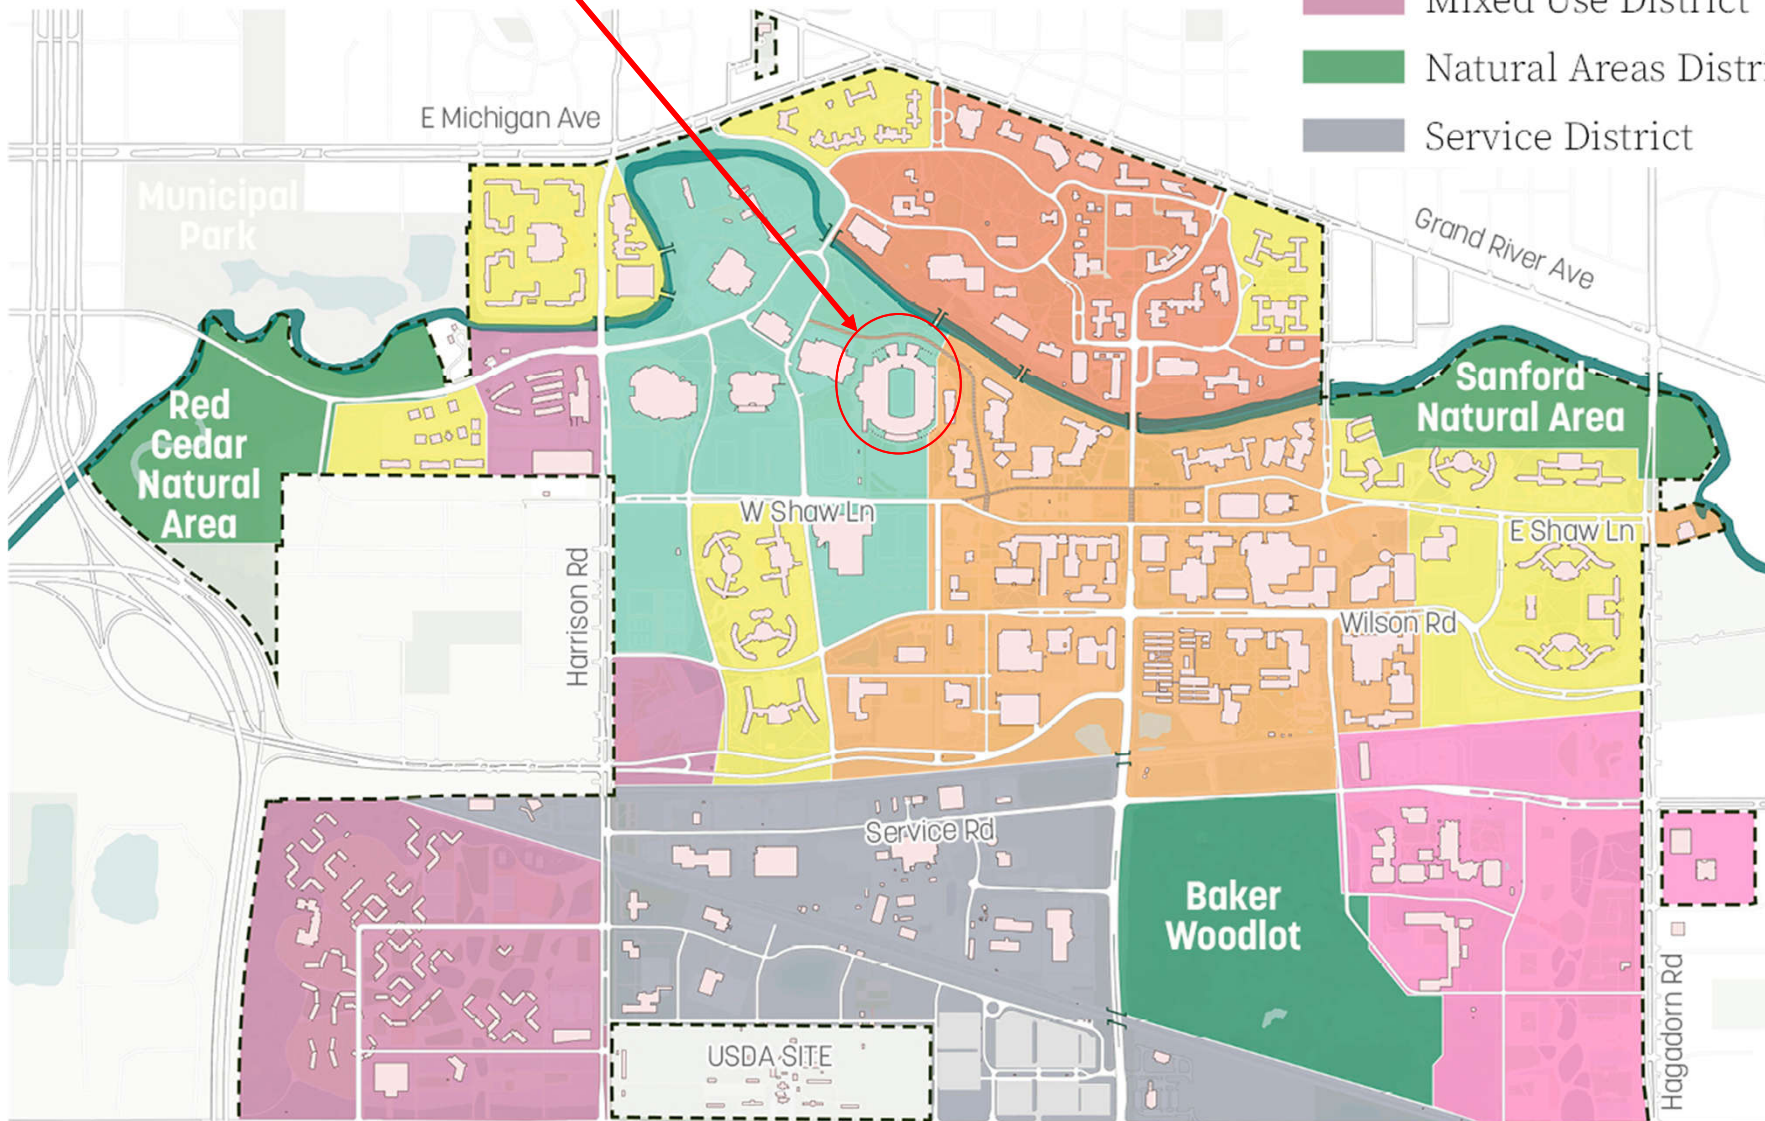 Mixed Use District
Natural Areas Distri
Service District
E Michigan Ave
Municipal
Park
Grand River Ave
Red
Cedar
Natural
Area
Sanford
Natural Area
W Shaw Ln
E Shaw Ln
Harrison Rd
Wilson Rd
Service Rd
Baker
Woodlot
USDA SITE
Hagadorn Rd